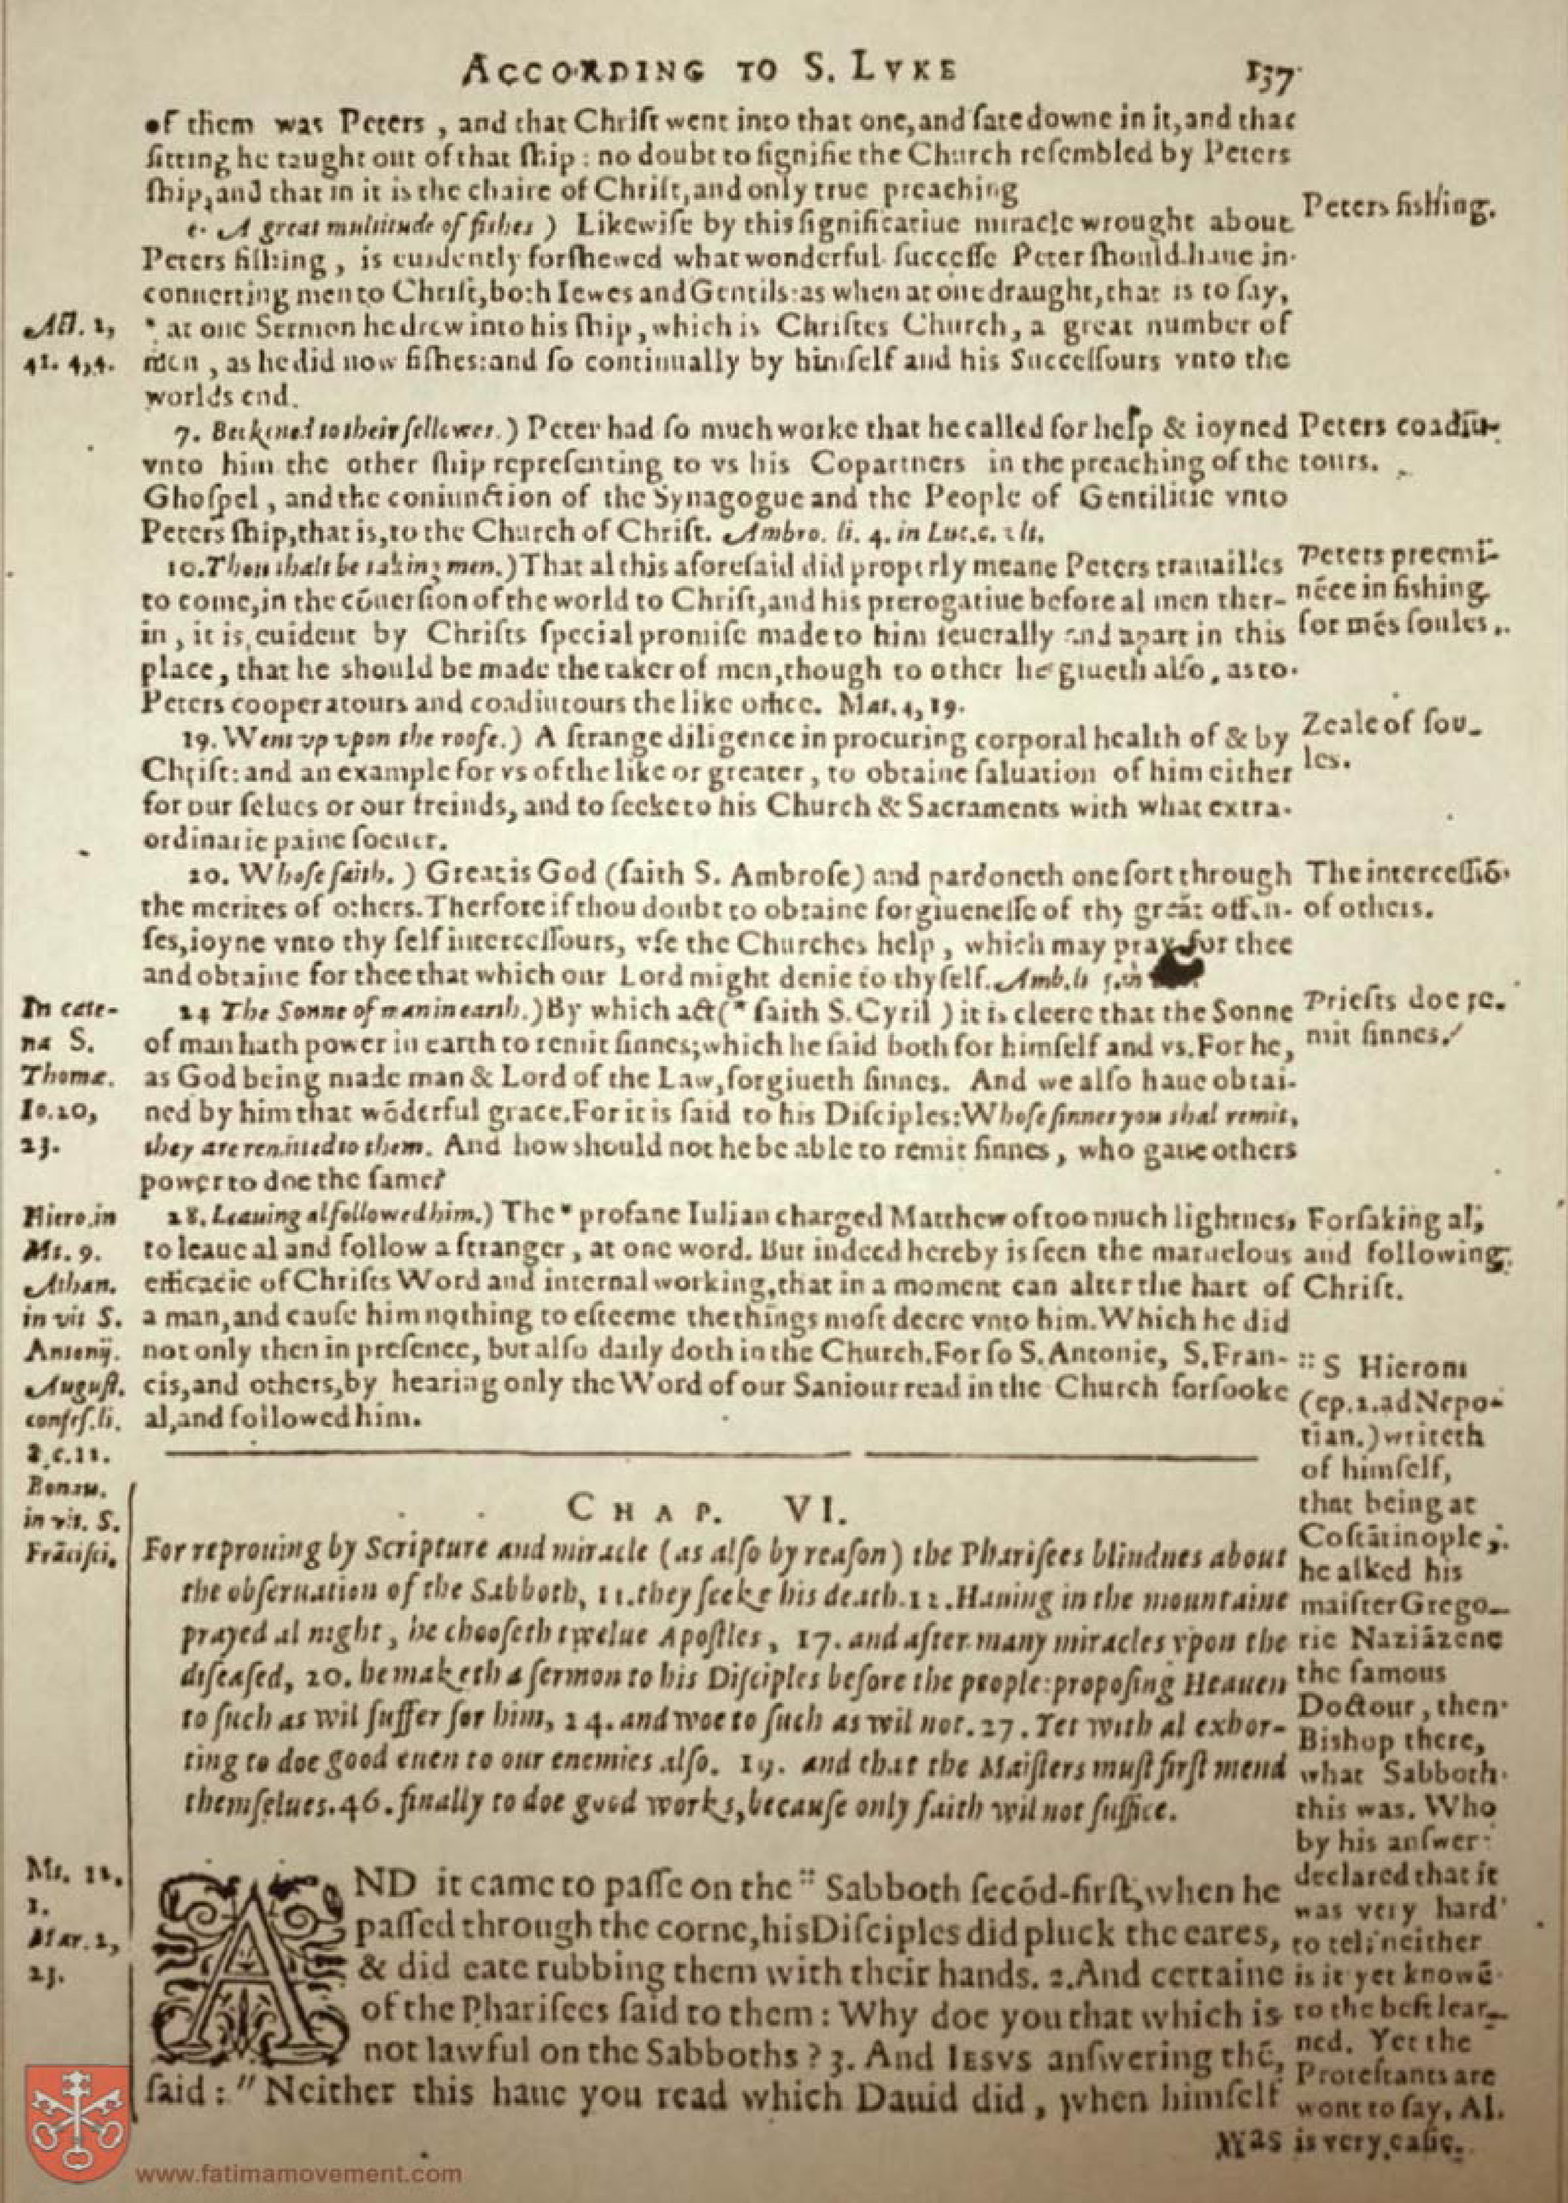 ACCORDING TO S. LVKE
137
of them was Peters, and that Chriſt went into that one, and ſate downe in it, and that
ſitting he taught out of that ſhip: no doubt to ſignifie the Church reſembled by Peters
ſhip, and that in it is the chaire of Chriſt, and only true preaching
6. A great multitude of fiſhes) Likewiſe by this ſignificatiue miracle wrought about
Peters fiſhing, is euidently forſhewed what wonderful ſucceſſe Peter ſhould haue in
conuerting men to Chriſt, both Iewes and Gentils: as when at one draught, that is to ſay,
* at one Sermon he drew into his ſhip, which is Chriſtes Church, a great number of
men, as he did now fiſhes: and ſo continually by himſelf and his Succeſſours vnto the
worlds end.
7. Beckened to their fellowes.) Peter had ſo much worke that he called for help & ioyned
vnto him the other ſhip repreſenting to vs his Copartners in the preaching of the
Ghoſpel, and the coniunction of the Synagogue and the People of Gentilitie vnto
Peters ſhip, that is, to the Church of Chriſt. Ambro. li. 4. in Luc. c. vlt.
10. Thou ſhalt be taking men.) That al this aforeſaid did properly meane Peters trauailles
to come, in the cóuerſion of the world to Chriſt, and his prerogatiue before al men ther-
in, it is euident by Chriſts ſpecial promiſe made to him ſeuerally and apart in this
place, that he should be made the taker of men, though to other he giueth alſo, as to
Peters cooperatours and coadiutours the like office. Mat. 4, 19.
19. Went vp vpon the roofe.) A ſtrange diligence in procuring corporal health of & by
Chriſt: and an example for vs of the like or greater, to obtaine ſaluation of him either
for our ſelues or our freinds, and to ſeeke to his Church & Sacraments with what extra-
ordinarie paine ſoeuer.
20. Whoſe faith.) Great is God (ſaith S. Ambroſe) and pardoneth one ſort through
the merites of others. Therfore if thou doubt to obtaine forgiueneſſe of thy great offen-
ſes, ioyne vnto thy ſelf interceſſours, vſe the Churches help, which may pray for thee
and obtaine for thee that which our Lord might denie to thyſelf. Amb. li 5. in
24 The Sonne of man in earth.) By which act (* ſaith S. Cyril) it is cleere that the Sonne
of man hath power in earth to remit ſinnes; which he ſaid both for himſelf and vs. For he,
as God being made man & Lord of the Law, forgiueth ſinnes. And we alſo haue obtai-
ned by him that wõderful grace. For it is ſaid to his Diſciples: Whoſe ſinnes you shal remit,
they are remitted to them. And how should not he be able to remit ſinnes, who gaue others
power to doe the ſame?
28. Leauing al followed him.) The * profane Iulian charged Matthew of too much lightnes,
to leaue al and follow a ſtranger, at one word. But indeed hereby is ſeen the maruelous
efficacie of Chriſts Word and internal working, that in a moment can alter the hart of
a man, and cauſe him nothing to eſteeme the things moſt deere vnto him. Which he did
not only then in preſence, but alſo daily doth in the Church. For ſo S. Antonie, S. Fran-
cis, and others, by hearing only the Word of our Sauiour read in the Church forſooke
al, and followed him.
Act. 2,
41. 4, 4.
In cate-
na S.
Thomæ.
Io. 20,
23.
Hiero. in
Mt. 9.
Athan.
in vit S.
Antonij.
Auguſt.
confeſ. li.
8. c. 11.
Bonau.
in vit. S.
Frãciſci.
Peters fiſhing.
Peters coadiu-
tours.
Peters preemi-
nẽce in fishing
for mẽs ſoules.
Zeale of ſou-
les.
The interceſſiõ
of others.
Prieſts doe re-
mit ſinnes.
Forſaking al,
and following
Chriſt.
CHAP. VI.
For reprouing by Scripture and miracle (as alſo by reaſon) the Phariſees blindnes about
the obſeruation of the Sabboth, 11. they ſeeke his death. 12. Hauing in the mountaine
prayed al night, he chooſeth twelue Apoſtles, 17. and after many miracles vpon the
diſeaſed, 20. he maketh a ſermon to his Diſciples before the people: propoſing Heauen
to ſuch as wil ſuffer for him, 24. and woe to ſuch as wil not. 27. Yet with al exhor-
ting to doe good euen to our enemies alſo. 39. and that the Maiſters muſt firſt mend
themſelues. 46. finally to doe good works, becauſe only faith wil not ſuffice.
Mt. 12,
1.
Mar. 2,
23.
AND it came to paſſe on the :: Sabboth ſecõd-firſt, when he
paſſed through the corne, his Diſciples did pluck the eares,
& did eate rubbing them with their hands. 2. And certaine
of the Phariſees ſaid to them: Why doe you that which is
not lawful on the Sabboths? 3. And IESVS anſwering thẽ,
ſaid: " Neither this haue you read which Dauid did, when himſelf
was
:: S Hierom
(ep. 2. ad Nepo-
tian.) writeth
of himſelf,
that being at
Coſtãtinople,
he aſked his
maiſter Grego-
rie Naziãzene
the famous
Doctour, then
Bishop there,
what Sabboth
this was. Who
by his anſwer
declared that it
was very hard
to tel; neither
is it yet knowẽ
to the beſt lear-
ned. Yet the
Proteſtants are
wont to ſay, Al
is very eaſie.
www.fatimamovement.com